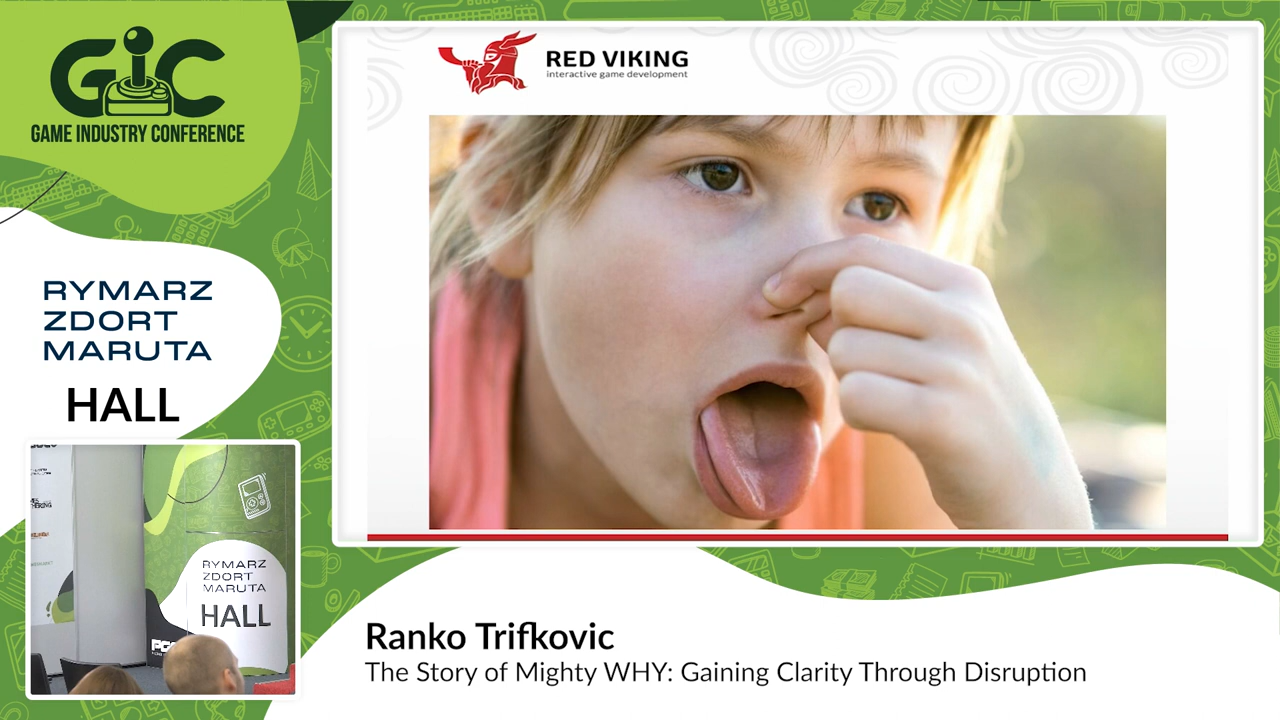 GIC
GAME INDUSTRY CONFERENCE
RYMARZ
ZDORT
MARUTA
HALL
RED VIKING
interactive game development
RYMARZ
ZDORT
MARUTA
HALL
Ranko Trifkovic
The Story of Mighty WHY: Gaining Clarity Through Disruption